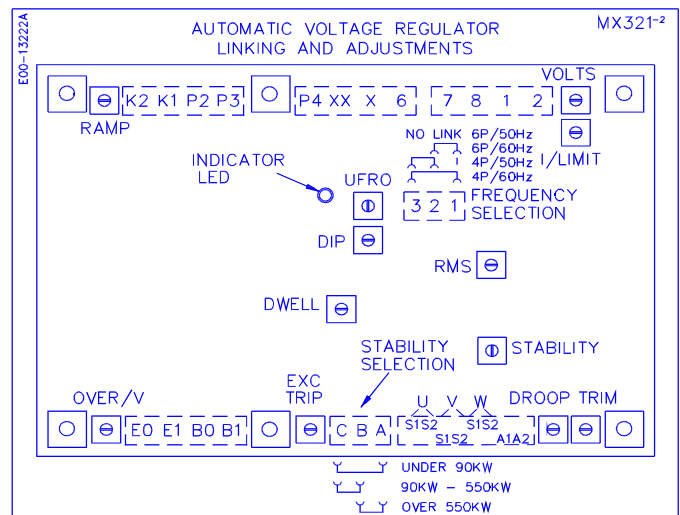 E00-13222A
AUTOMATIC VOLTAGE REGULATOR
LINKING AND ADJUSTMENTS
MX321-2
VOLTS
K2 K1 P2 P3
P4 XX X 6
7 8 1 2
RAMP
I/LIMIT
NO LINK 6P/50Hz
6P/60Hz
4P/50Hz
4P/60Hz
INDICATOR
LED
UFRO
3 2 1
FREQUENCY
SELECTION
DIP
RMS
DWELL
STABILITY
SELECTION
STABILITY
EXC
TRIP
OVER/V
U V W
DROOP TRIM
E0 E1 B0 B1
C B A
S1S2 S1S2
S1S2 A1A2
UNDER 90KW
90KW - 550KW
OVER 550KW